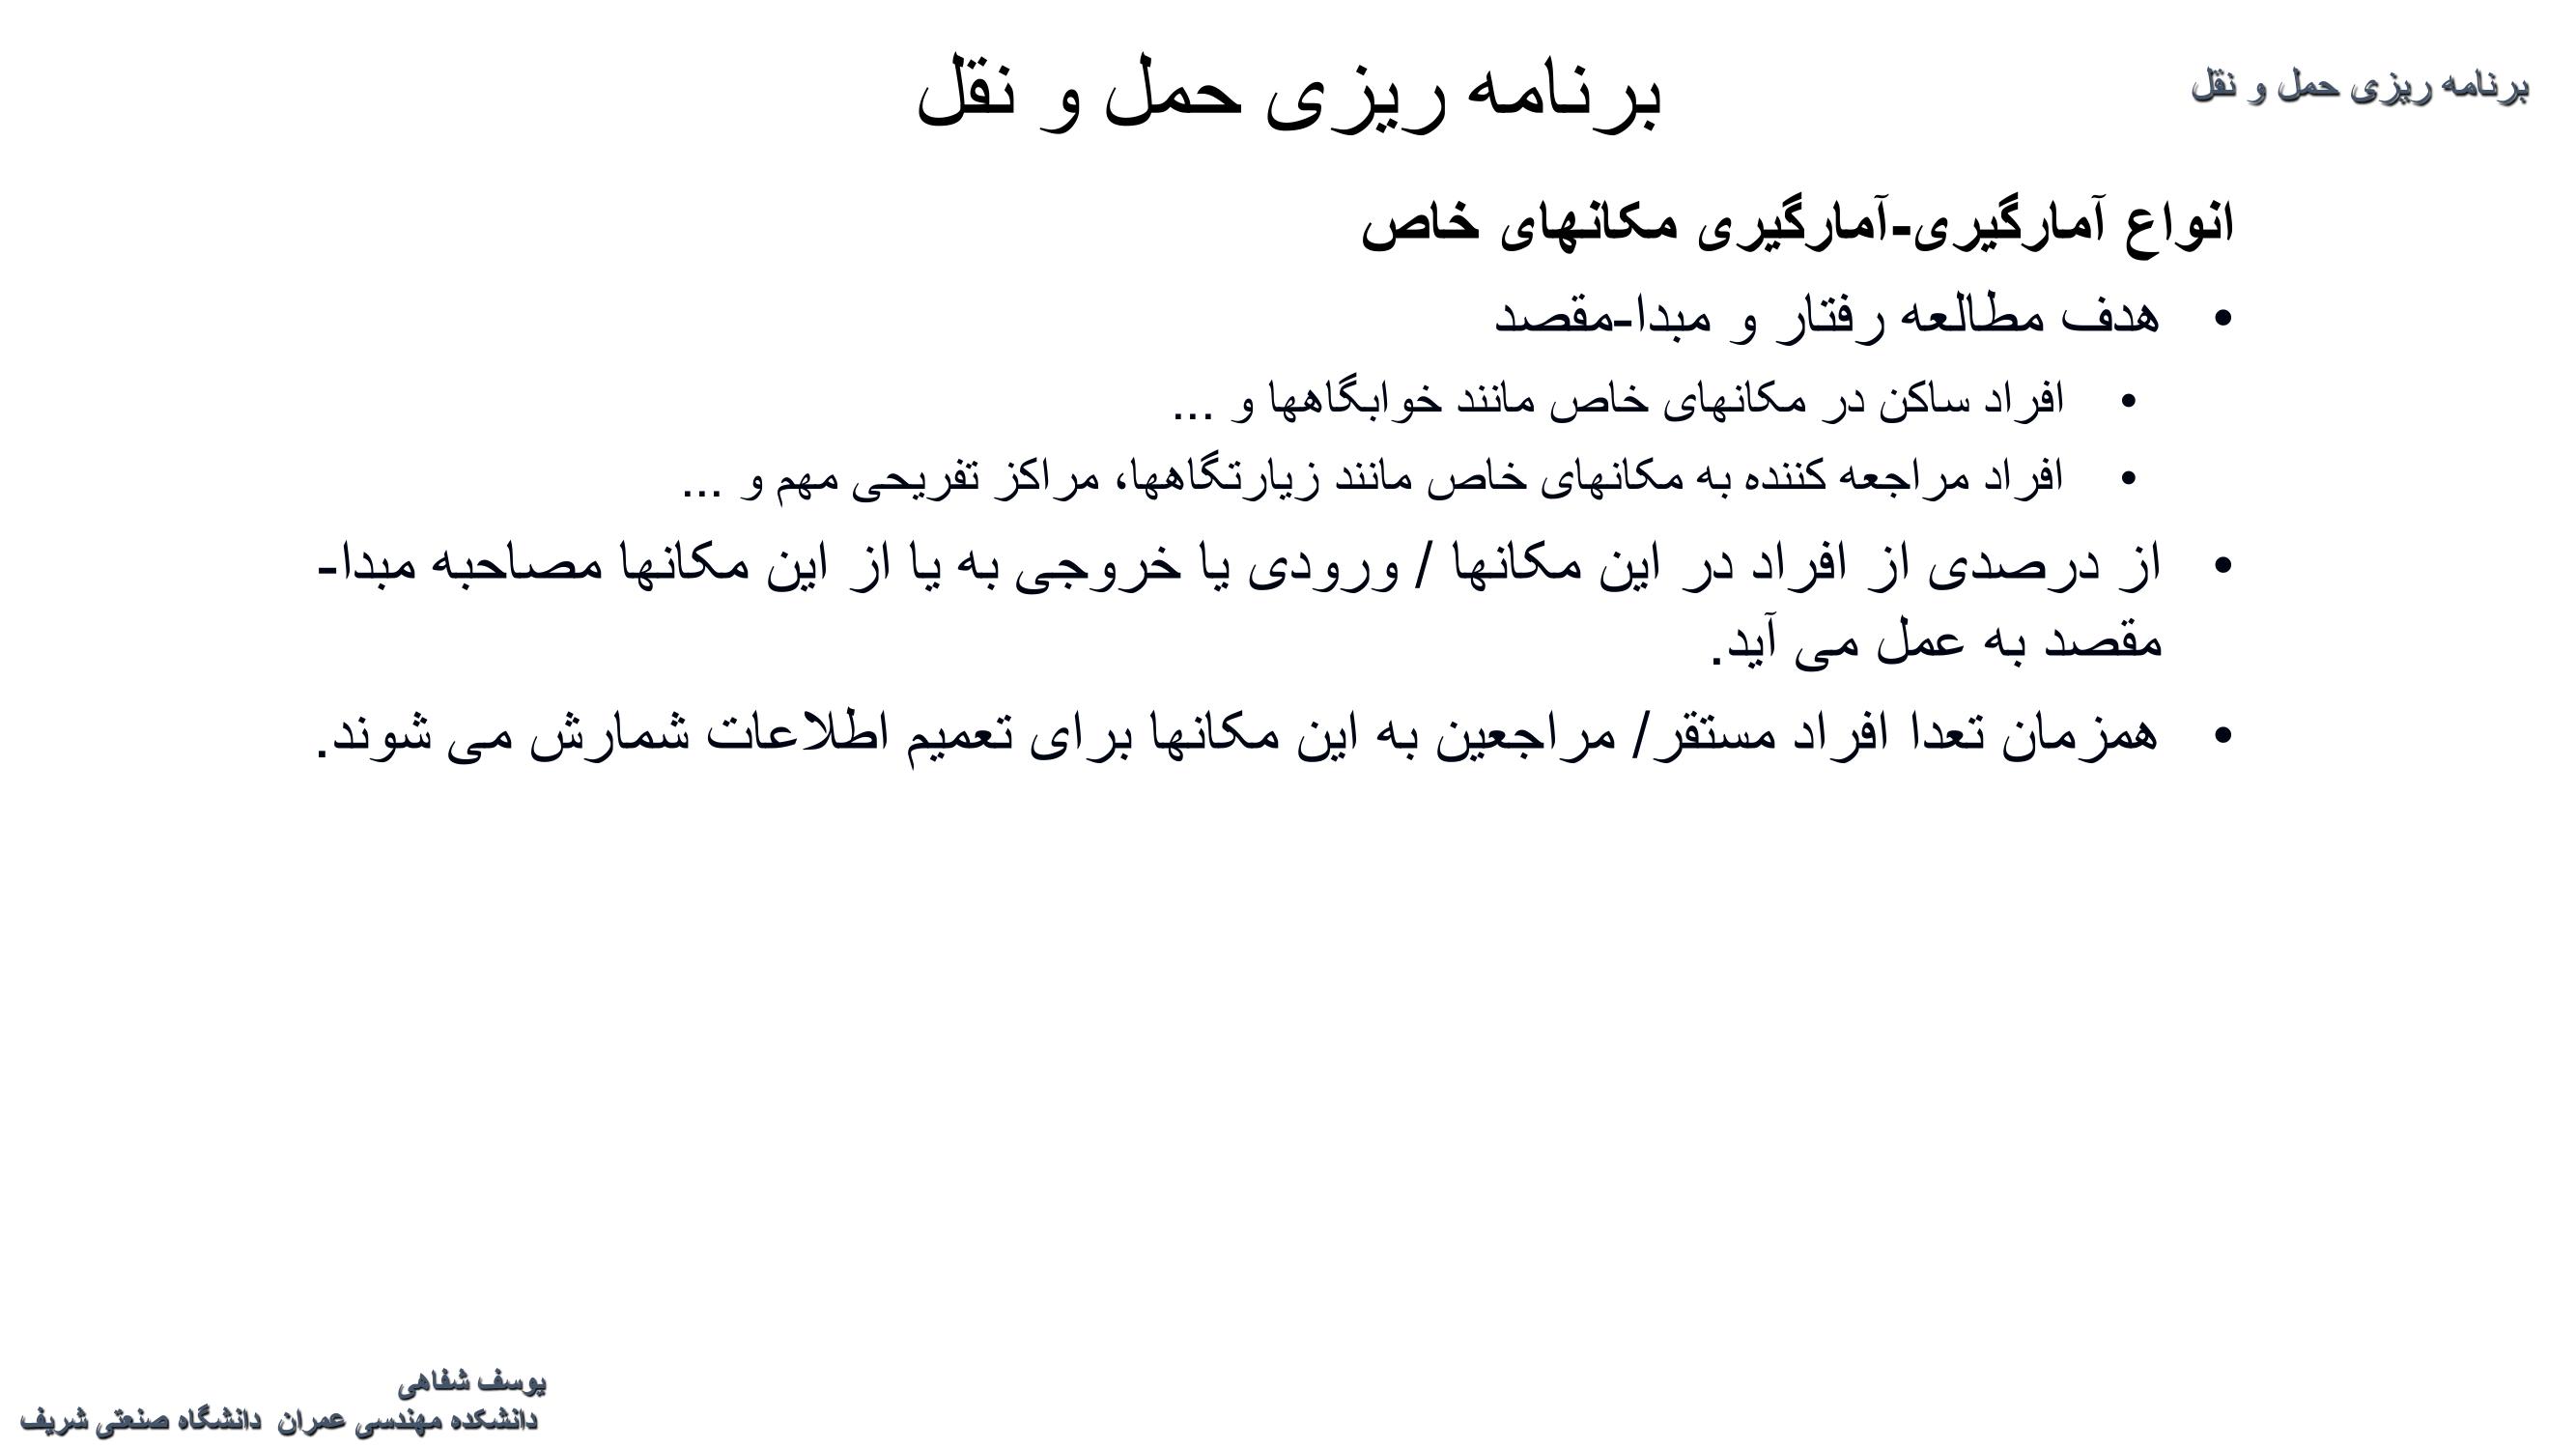 برنامه ریزی حمل و نقل
برنامه ریزی حمل و نقل
انواع آمارگیری-آمارگیری مکانهای خاص
• هدف مطالعه رفتار و مبدا-مقصد
• افراد ساکن در مکانهای خاص مانند خوابگاهها و ...
• افراد مراجعه کننده به مکانهای خاص مانند زیارتگاهها، مراکز تفریحی مهم و ...
• از درصدی از افراد در این مکانها / ورودی یا خروجی به یا از این مکانها مصاحبه مبدا-
مقصد به عمل می آید.
• همزمان تعدا افراد مستقر/ مراجعین به این مکانها برای تعمیم اطلاعات شمارش می شوند.
یوسف شفاهی
دانشکده مهندسی عمران دانشگاه صنعتی شریف